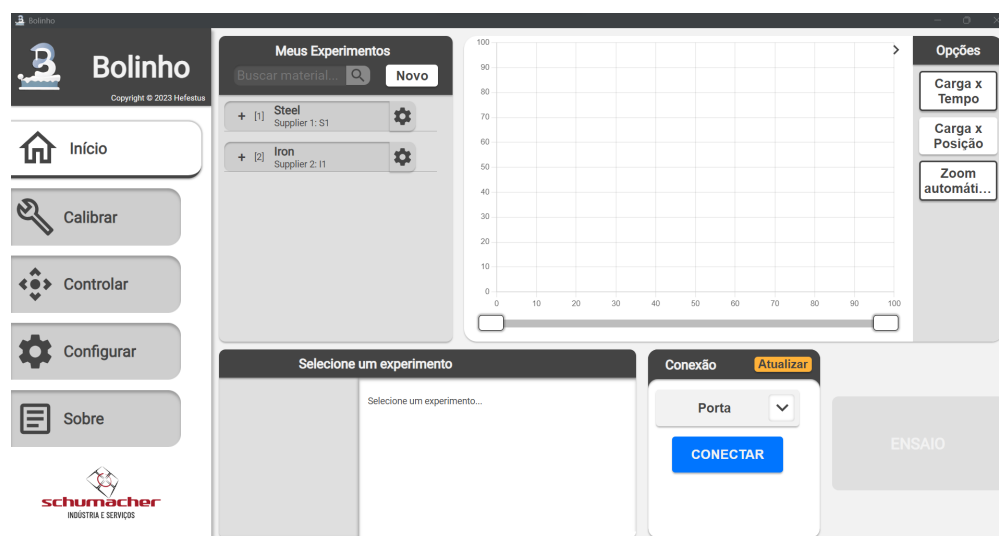 Bolinho
Bolinho
Copyright © 2023 Hefestus
Início
Calibrar
Controlar
Configurar
Sobre
schumacher
INDÚSTRIA E SERVIÇOS
Meus Experimentos
Buscar material...
Novo
+ [1] Steel
Supplier 1: S1
+ [2] Iron
Supplier 2: I1
100
90
80
70
60
50
40
30
20
10
0
0 10 20 30 40 50 60 70 80 90 100
Opções
Carga x
Tempo
Carga x
Posição
Zoom
automáti...
Selecione um experimento
Selecione um experimento...
Conexão
Atualizar
Porta
CONECTAR
ENSAIO